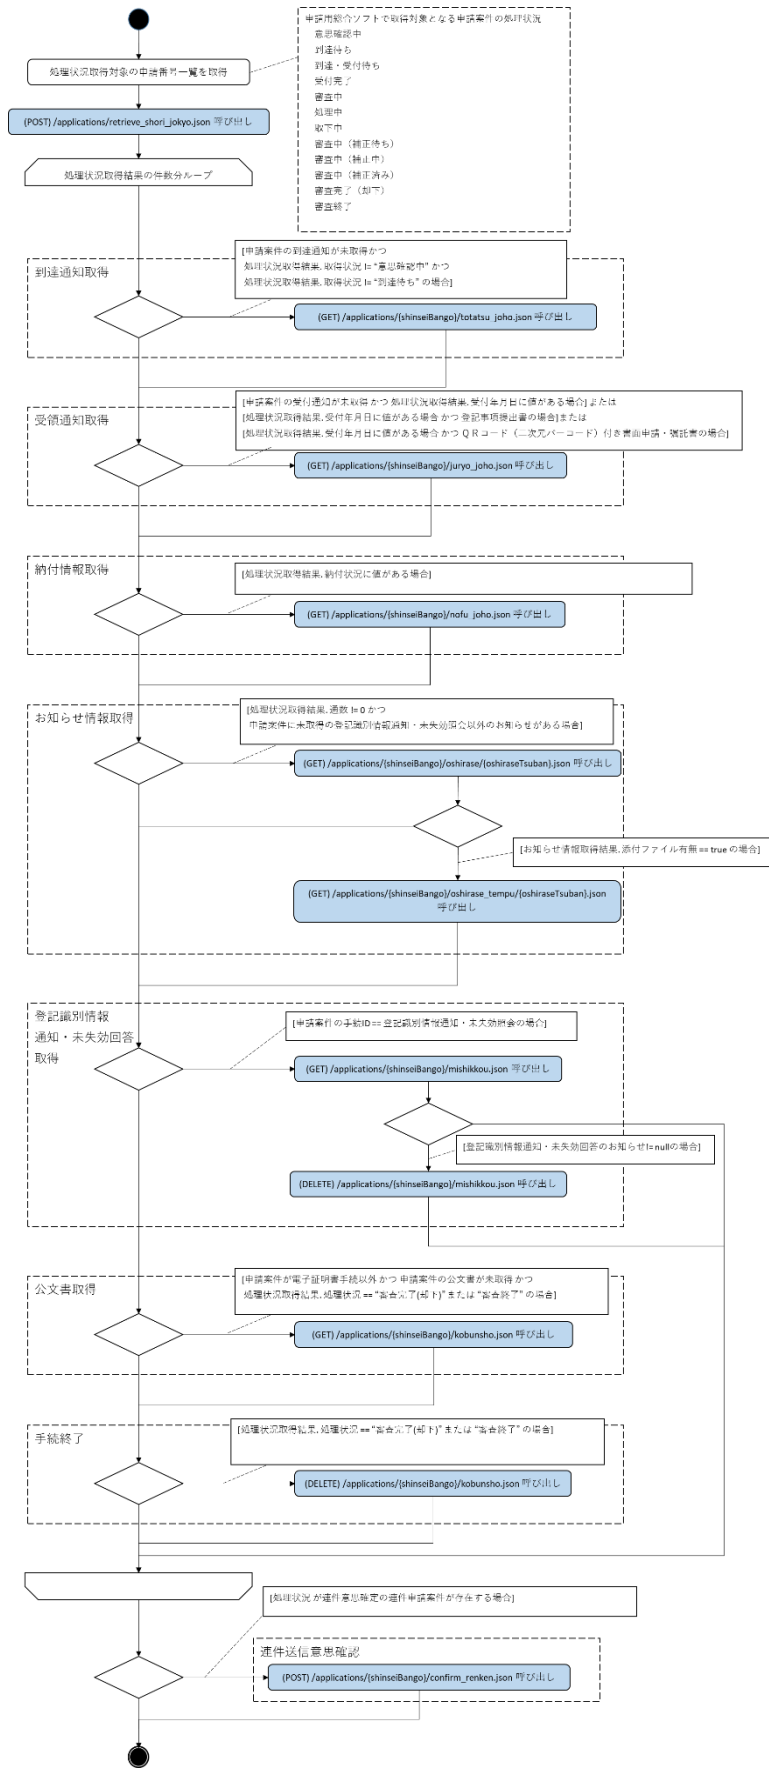 申請用総合ソフトで取得対象となる申請案件の処理状況
意思確認中
到達待ち
到達・受付待ち
受付完了
審査中
処理中
取下中
審査中（補正待ち）
審査中（補正中）
審査中（補正済み）
審査完了（却下）
審査終了
処理状況取得対象の申請番号一覧を取得
(POST) /applications/retrieve_shori_jokyo.json 呼び出し
処理状況取得結果の件数分ループ
到達通知取得
[申請案件の到達通知が未取得かつ
処理状況取得結果. 取得状況 != “意思確認中” かつ
処理状況取得結果. 取得状況 != “到達待ち” の場合]
(GET) /applications/{shinseiBango}/totatsu_joho.json 呼び出し
受領通知取得
[申請案件の受付通知が未取得 かつ 処理状況取得結果. 受付年月日に値がある場合] または
[処理状況取得結果. 受付年月日に値がある場合 かつ 登記事項提出書の場合]または
[処理状況取得結果. 受付年月日に値がある場合 かつ ＱＲコード（二次元バーコード）付き書面申請・嘱託書の場合]
(GET) /applications/{shinseiBango}/juryo_joho.json 呼び出し
納付情報取得
[処理状況取得結果. 納付状況に値がある場合]
(GET) /applications/{shinseiBango}/nofu_joho.json 呼び出し
お知らせ情報取得
[処理状況取得結果. 通数 != 0 かつ
申請案件に未取得の登記識別情報通知・未失効照会以外のお知らせがある場合]
(GET) /applications/{shinseiBango}/oshirase/{oshiraseTsuban}.json 呼び出し
[お知らせ情報取得結果. 添付ファイル有無 == true の場合]
(GET) /applications/{shinseiBango}/oshirase_tempu/{oshiraseTsuban}.json
呼び出し
登記識別情報
通知・未失効回答
取得
[申請案件の手続ID == 登記識別情報通知・未失効照会の場合]
(GET) /applications/{shinseiBango}/mishikkou.json 呼び出し
[登記識別情報通知・未失効回答のお知らせ != nullの場合]
(DELETE) /applications/{shinseiBango}/mishikkou.json 呼び出し
公文書取得
[申請案件が電子証明書手続以外 かつ 申請案件の公文書が未取得 かつ
処理状況取得結果. 処理状況 == “審査完了(却下)” または “審査終了” の場合]
(GET) /applications/{shinseiBango}/kobunsho.json 呼び出し
手続終了
[処理状況取得結果. 処理状況 == “審査完了(却下)” または “審査終了” の場合]
(DELETE) /applications/{shinseiBango}/kobunsho.json 呼び出し
[処理状況 が連件意思確定の連件申請案件が存在する場合]
連件送信意思確認
(POST) /applications/{shinseiBango}/confirm_renken.json 呼び出し